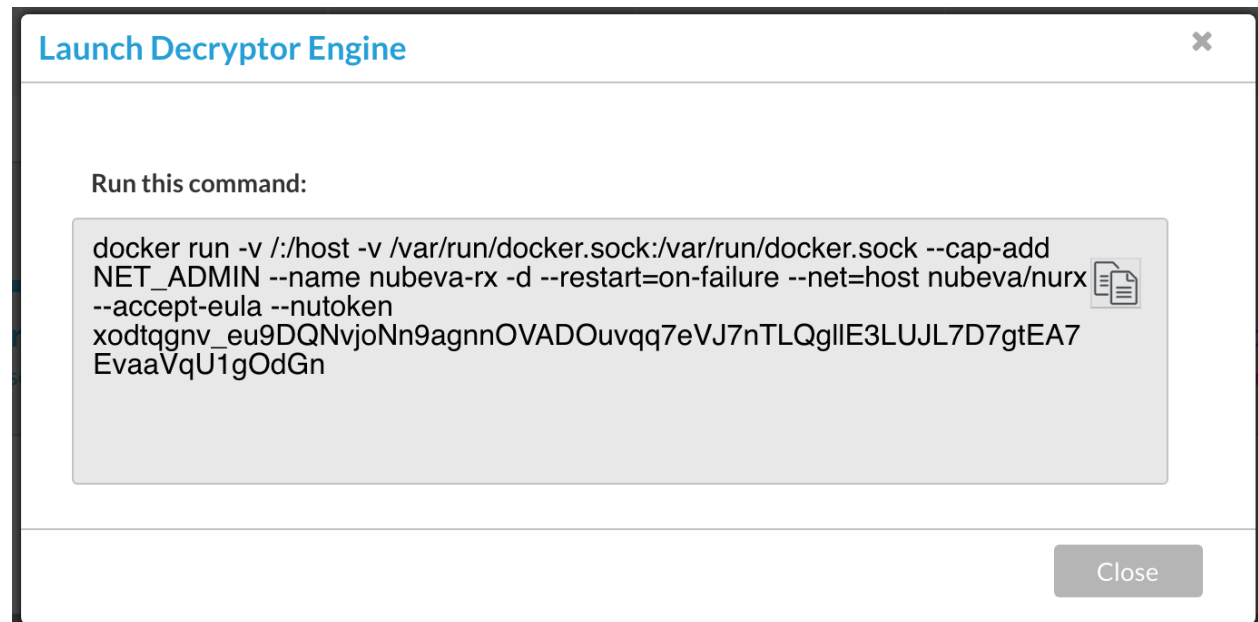 Launch Decryptor Engine
Run this command:
docker run -v /:/host -v /var/run/docker.sock:/var/run/docker.sock --cap-add
NET_ADMIN --name nubeva-rx -d --restart=on-failure --net=host nubeva/nurx
--accept-eula --nutoken
xodtqgnv_eu9DQNvjoNn9agnnOVADOuvqq7eVJ7nTLQgllE3LUJL7D7gtEA7
EvaaVqU1gOdGn
Close